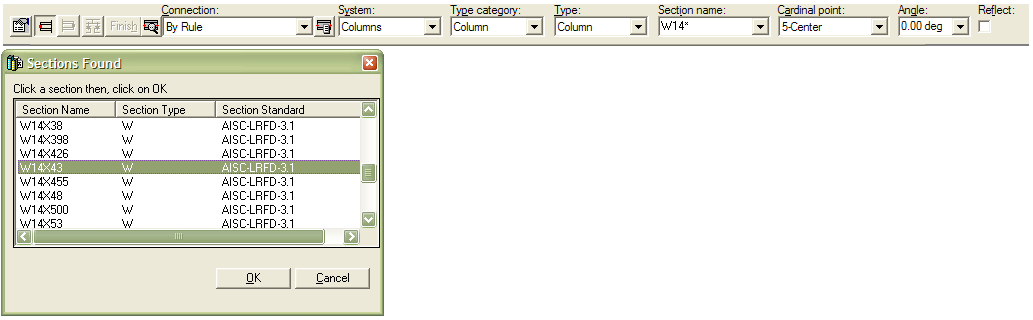 Connection: System: Type category: Type: Section name: Cardinal point: Angle: Reflect:
Finish By Rule Columns Column Column W14* 5-Center 0.00 deg
Sections Found
Click a section then, click on OK
Section Name Section Type Section Standard
W14X38 W AISC-LRFD-3.1
W14X398 W AISC-LRFD-3.1
W14X426 W AISC-LRFD-3.1
W14X43 W AISC-LRFD-3.1
W14X455 W AISC-LRFD-3.1
W14X48 W AISC-LRFD-3.1
W14X500 W AISC-LRFD-3.1
W14X53 W AISC-LRFD-3.1
OK Cancel